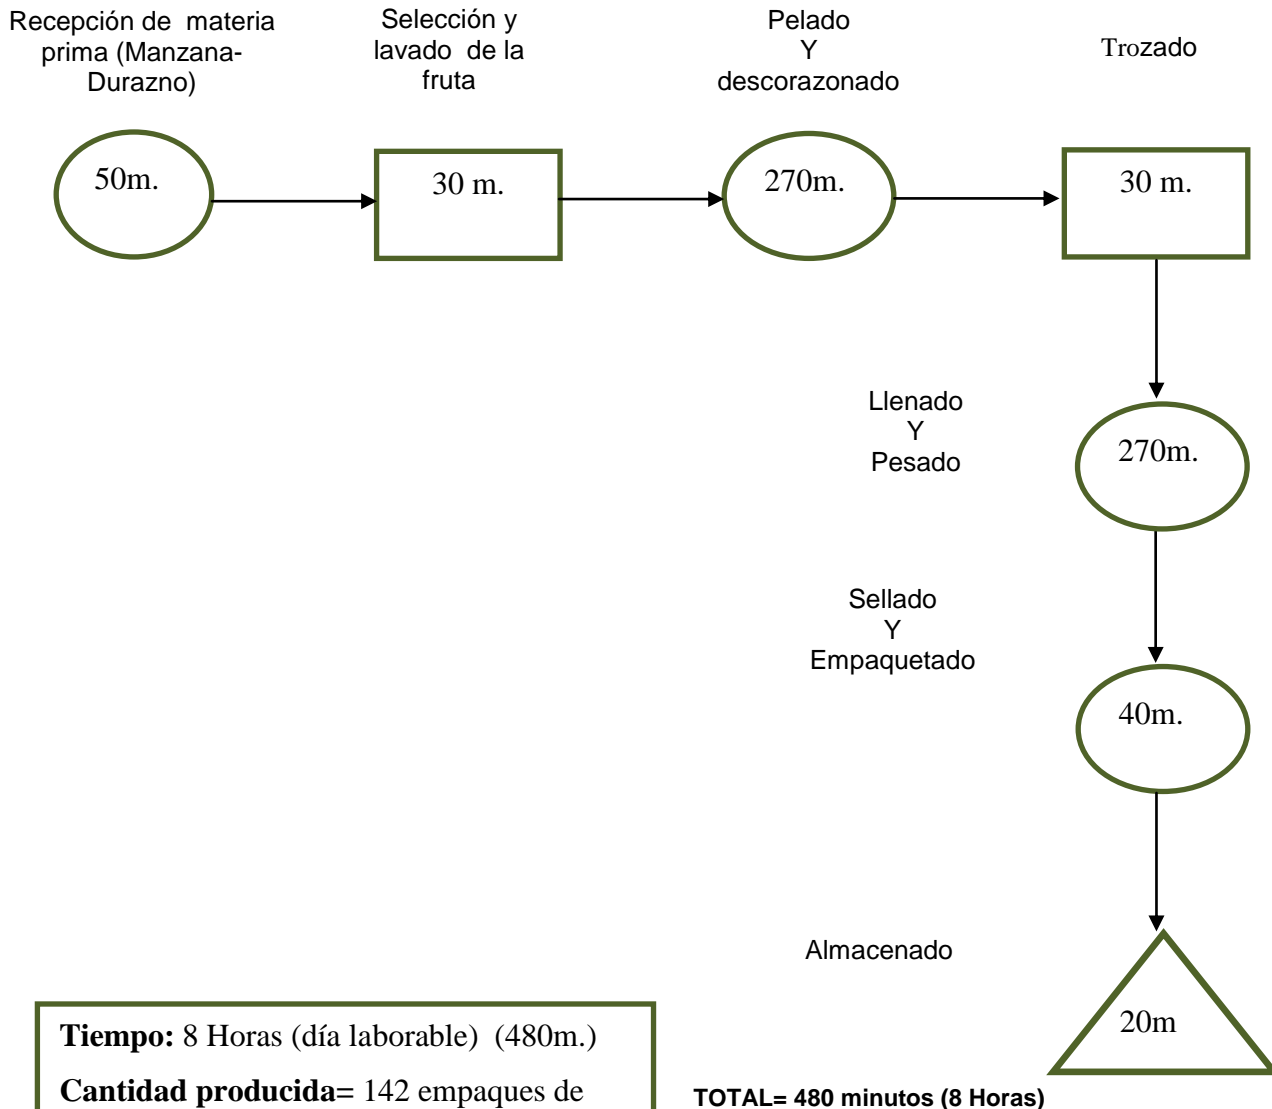 Recepción de materia
prima (Manzana-
Durazno)
Selección y
lavado de la
fruta
Pelado
Y
descorazonado
Trozado
50m.
30 m.
270m.
30 m.
Llenado
Y
Pesado
270m.
Sellado
Y
Empaquetado
40m.
Almacenado
20m
Tiempo: 8 Horas (día laborable) (480m.)
Cantidad producida= 142 empaques de
TOTAL= 480 minutos (8 Horas)